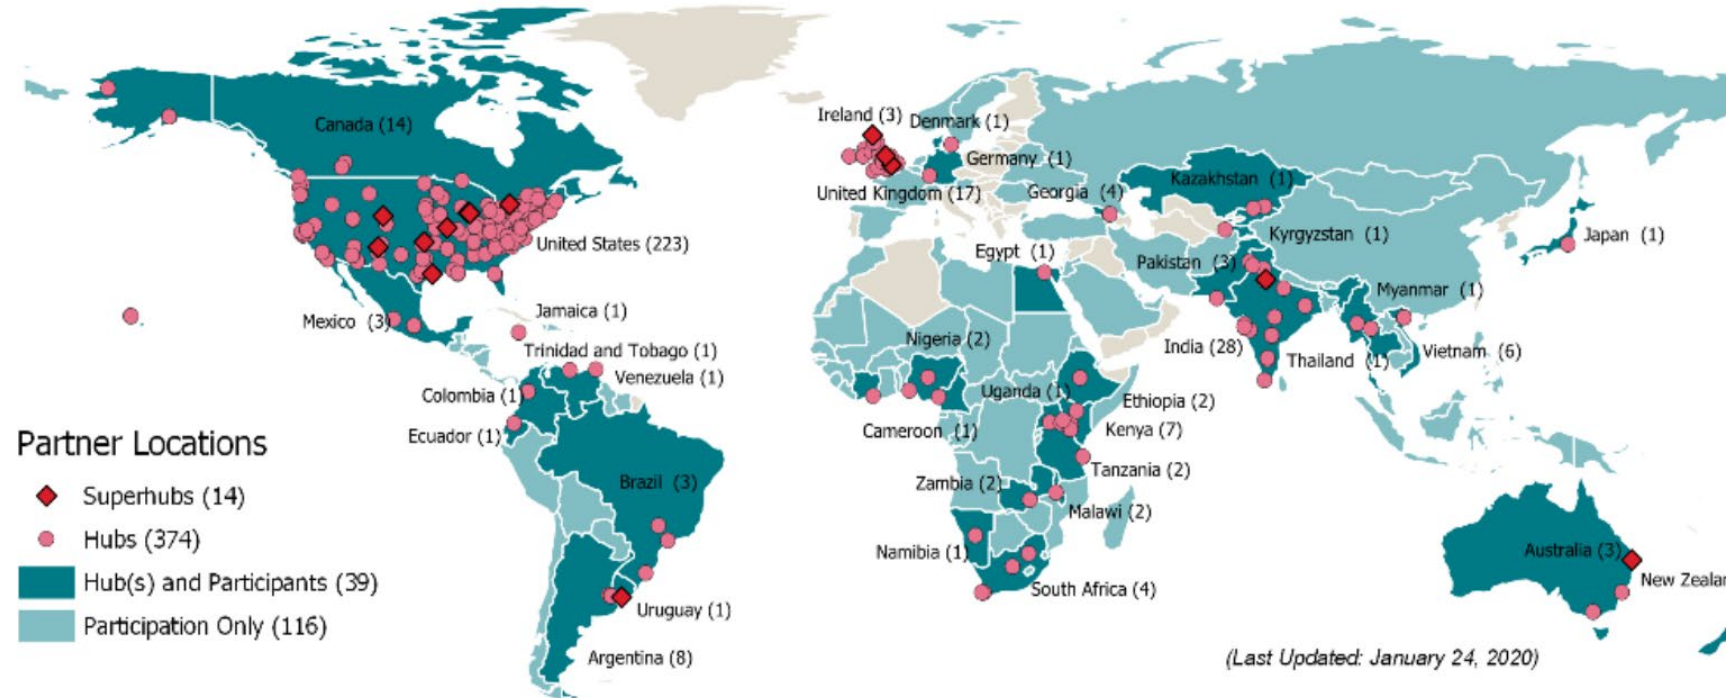 Canada (14)
Ireland (3)
Denmark (1)
Germany (1)
United Kingdom (17)
Georgia (4)
Kazakhstan (1)
Kyrgyzstan (1)
Japan (1)
United States (223)
Egypt (1)
Pakistan (3)
Myanmar (1)
Mexico (3)
Jamaica (1)
Nigeria (2)
India (28)
Thailand (1)
Vietnam (6)
Trinidad and Tobago (1)
Venezuela (1)
Colombia (1)
Uganda (1)
Ethiopia (2)
Ecuador (1)
Cameroon (1)
Kenya (7)
Tanzania (2)
Brazil (3)
Zambia (2)
Malawi (2)
Namibia (1)
South Africa (4)
Australia (3)
New Zealan
Uruguay (1)
Argentina (8)
Partner Locations
Superhubs (14)
Hubs (374)
Hub(s) and Participants (39)
Participation Only (116)
(Last Updated: January 24, 2020)